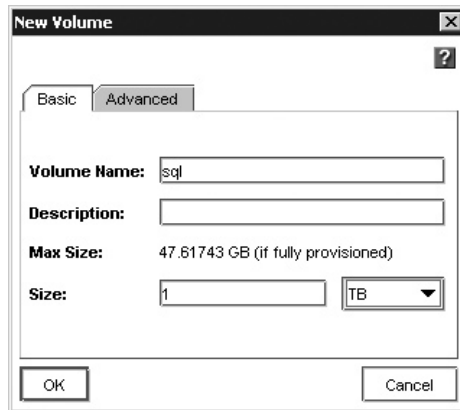 New Volume
?
Basic Advanced
Volume Name: sql
Description:
Max Size: 47.61743 GB (if fully provisioned)
Size: 1 TB
OK Cancel